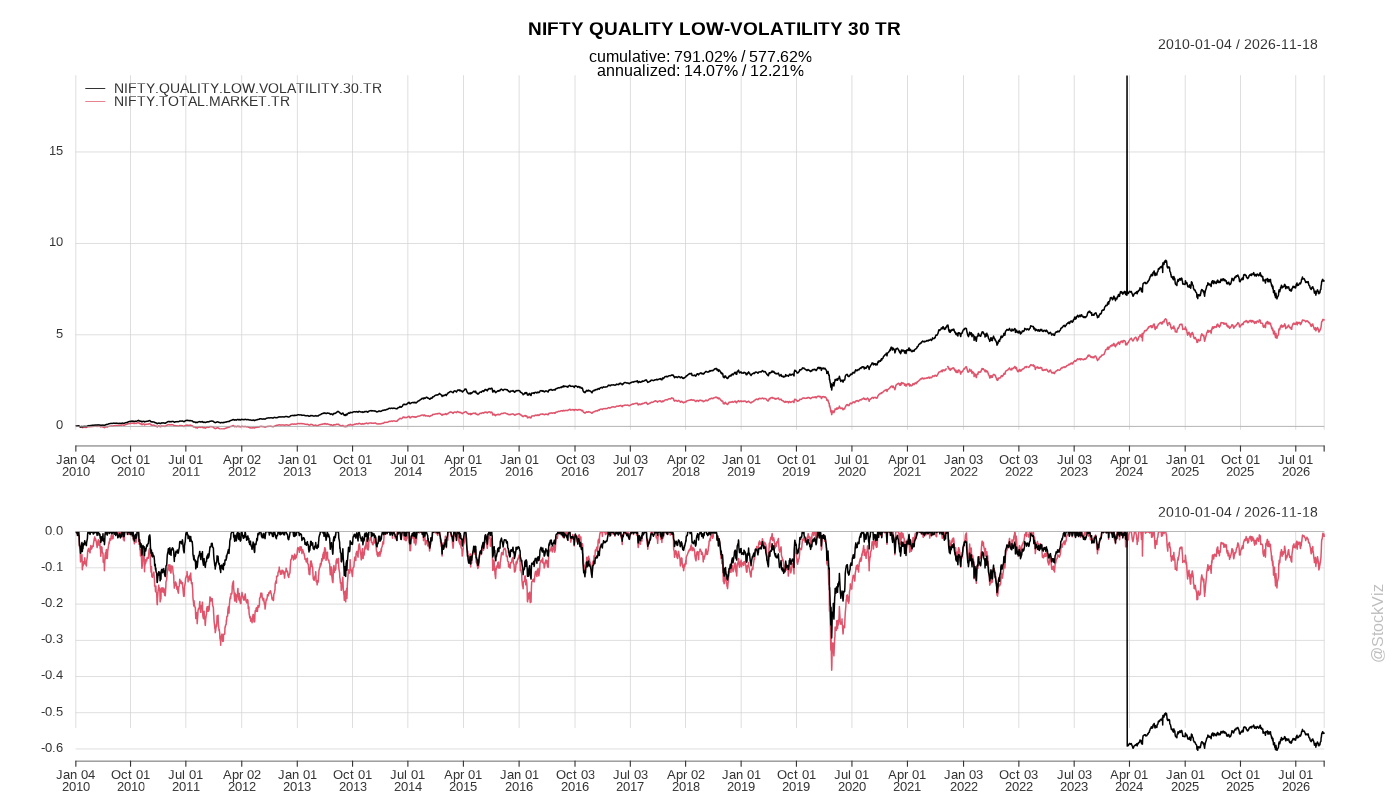 NIFTY QUALITY LOW-VOLATILITY 30 TR
2010-01-04 / 2026-11-18
cumulative: 791.02% / 577.62%
annualized: 14.07% / 12.21%
NIFTY.QUALITY.LOW.VOLATILITY.30.TR
NIFTY.TOTAL.MARKET.TR
15
10
5
0
Jan 04 Oct 01 Jul 01 Apr 02 Jan 01 Oct 01 Jul 01 Apr 01 Jan 01 Oct 03 Jul 03 Apr 02 Jan 01 Oct 01 Jul 01 Apr 01 Jan 03 Oct 03 Jul 03 Apr 01 Jan 01 Oct 01 Jul 01
2010 2010 2011 2012 2013 2013 2014 2015 2016 2016 2017 2018 2019 2019 2020 2021 2022 2022 2023 2024 2025 2025 2026
2010-01-04 / 2026-11-18
0.0
-0.1
-0.2
-0.3
-0.4
-0.5
-0.6
Jan 04 Oct 01 Jul 01 Apr 02 Jan 01 Oct 01 Jul 01 Apr 01 Jan 01 Oct 03 Jul 03 Apr 02 Jan 01 Oct 01 Jul 01 Apr 01 Jan 03 Oct 03 Jul 03 Apr 01 Jan 01 Oct 01 Jul 01
2010 2010 2011 2012 2013 2013 2014 2015 2016 2016 2017 2018 2019 2019 2020 2021 2022 2022 2023 2024 2025 2025 2026
@StockViz